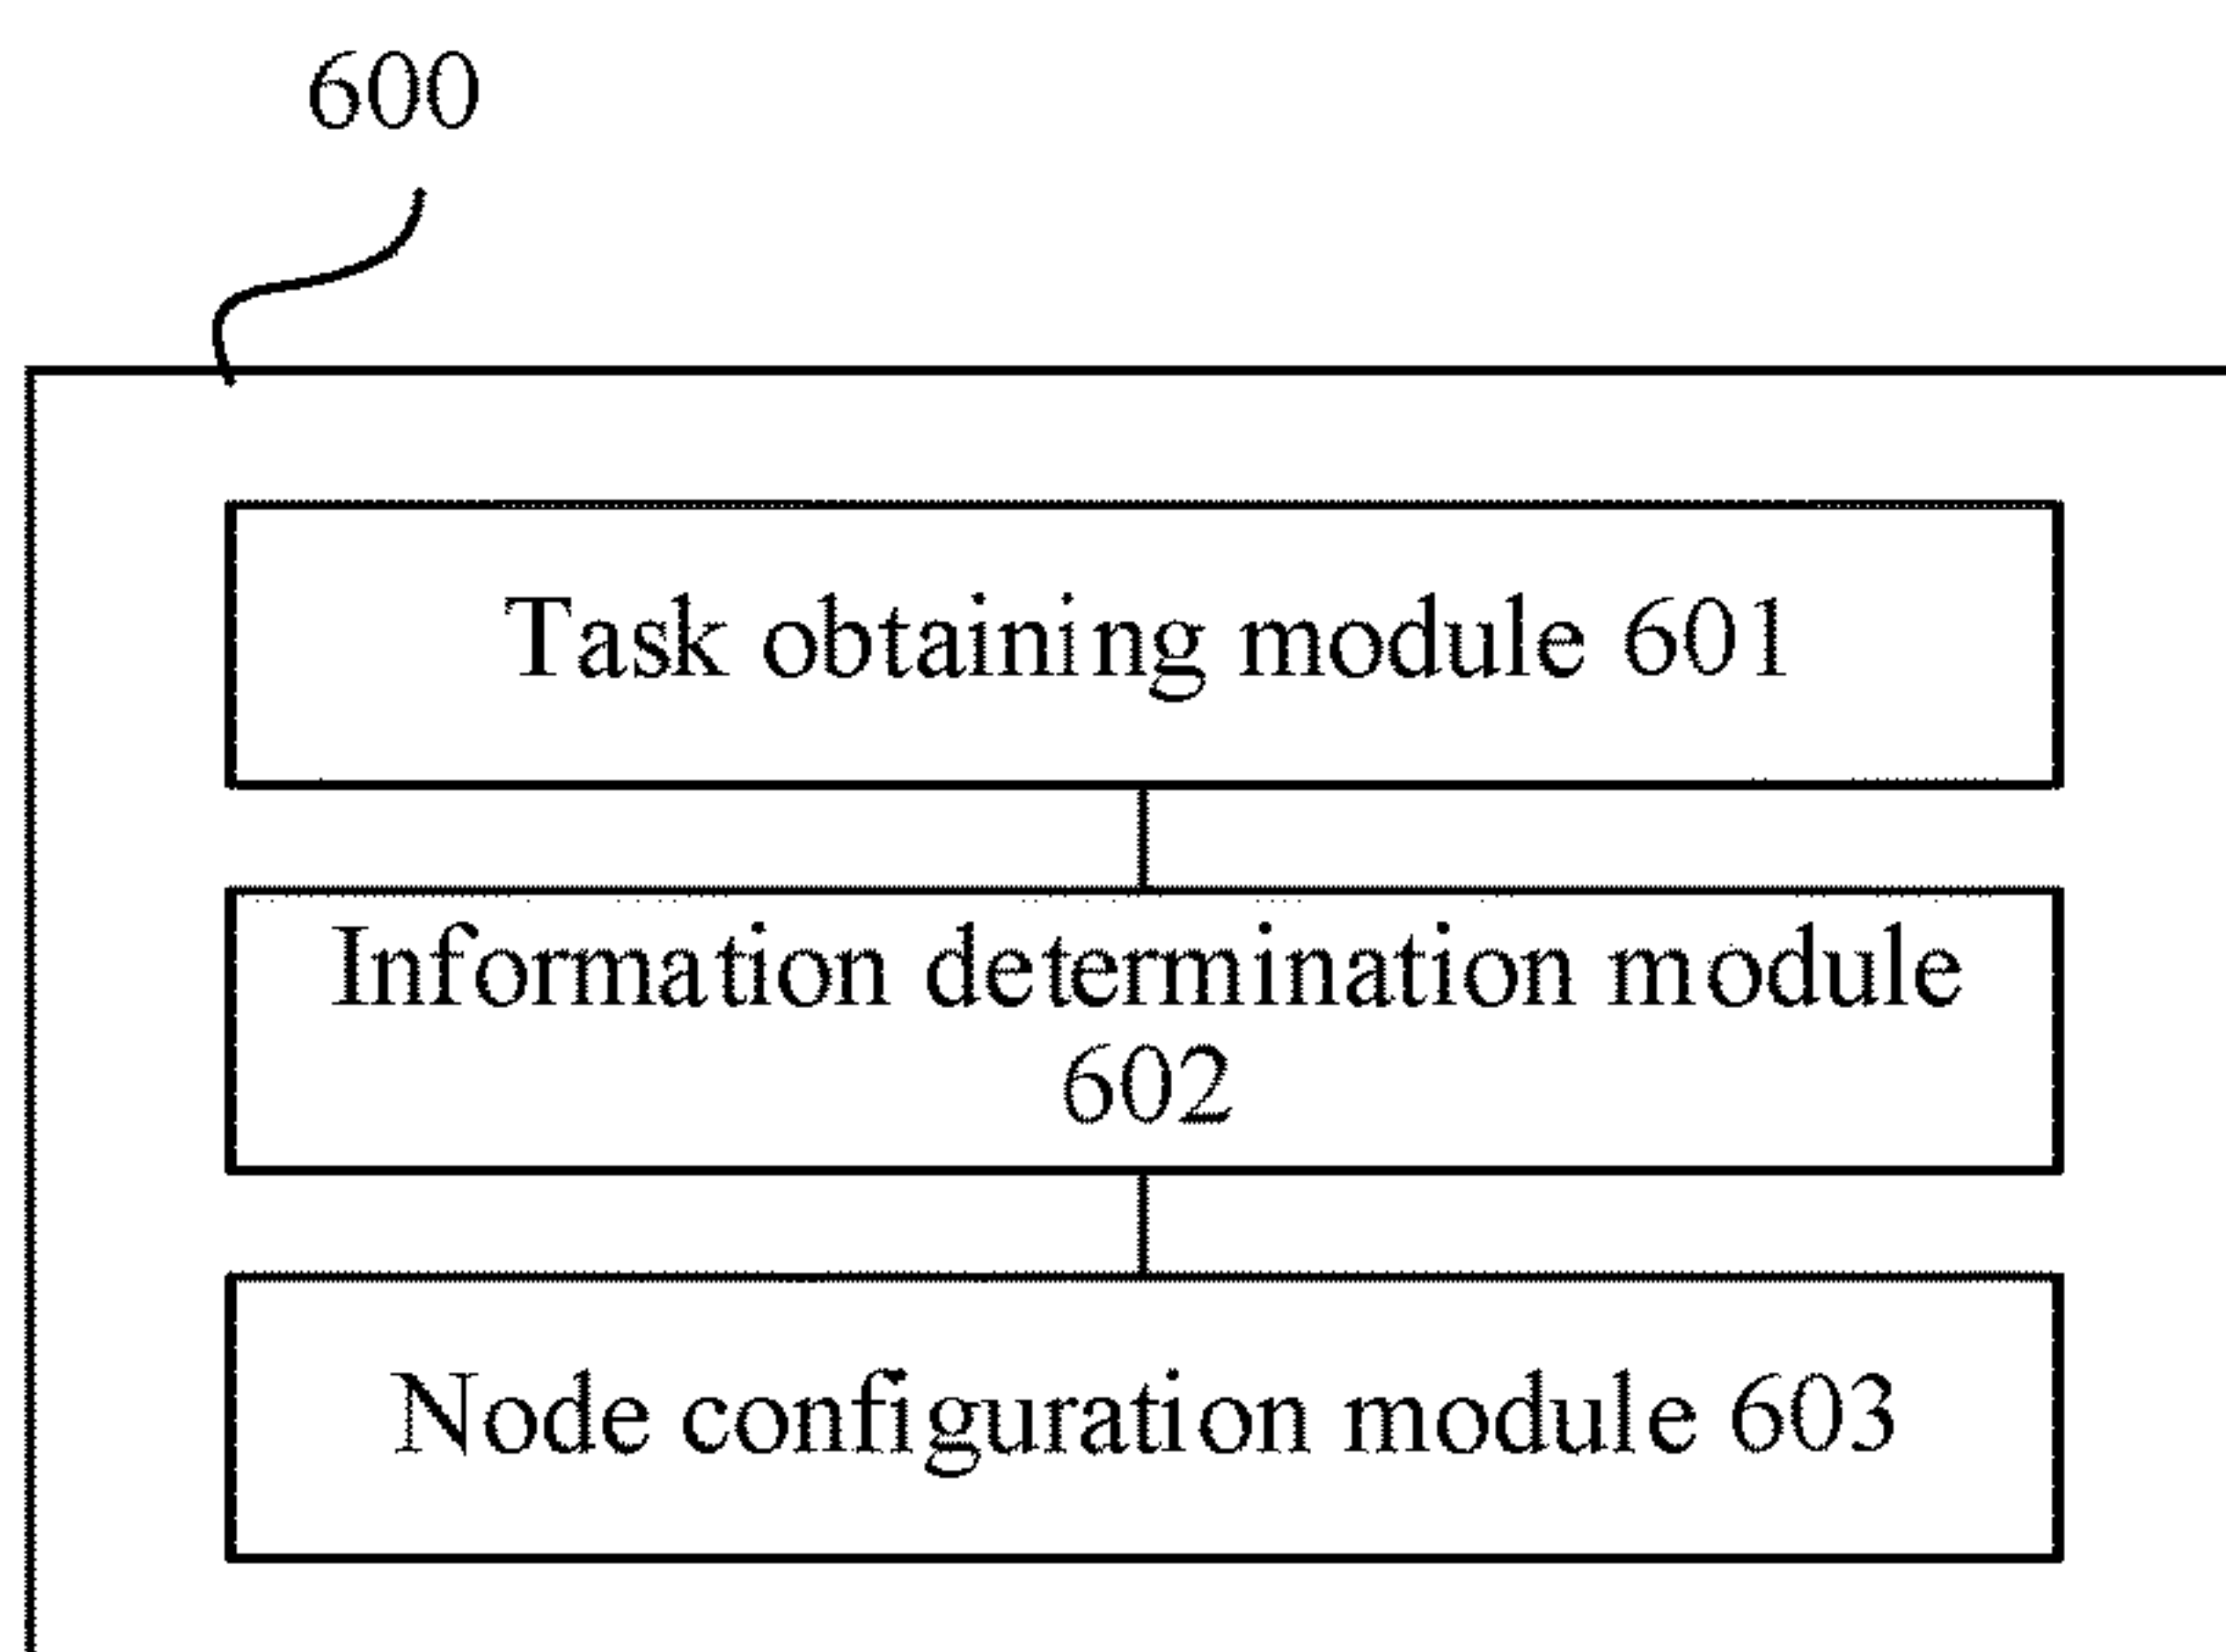 600
Task obtaining module 601
Information determination module
602
Node configuration module 603